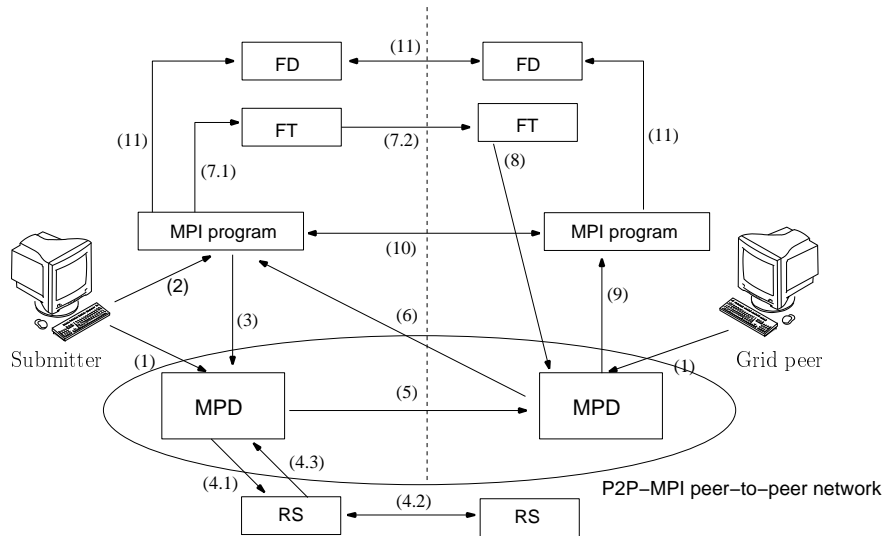 FD (11) FD
FT (7.2) FT
(11) (7.1) (8) (11)
MPI program (10) MPI program
(2) (3) (6) (9)
Submitter (1) (1) Grid peer
MPD (5) MPD
(4.1) (4.3)
P2P−MPI peer−to−peer network
RS (4.2) RS